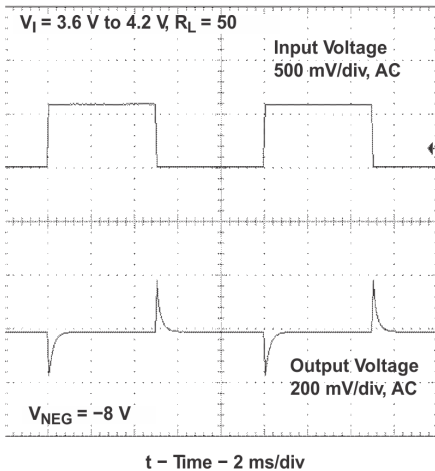 V_I = 3.6 V to 4.2 V, R_L = 50
Input Voltage
500 mV/div, AC
Output Voltage
200 mV/div, AC
V_NEG = −8 V
t − Time − 2 ms/div